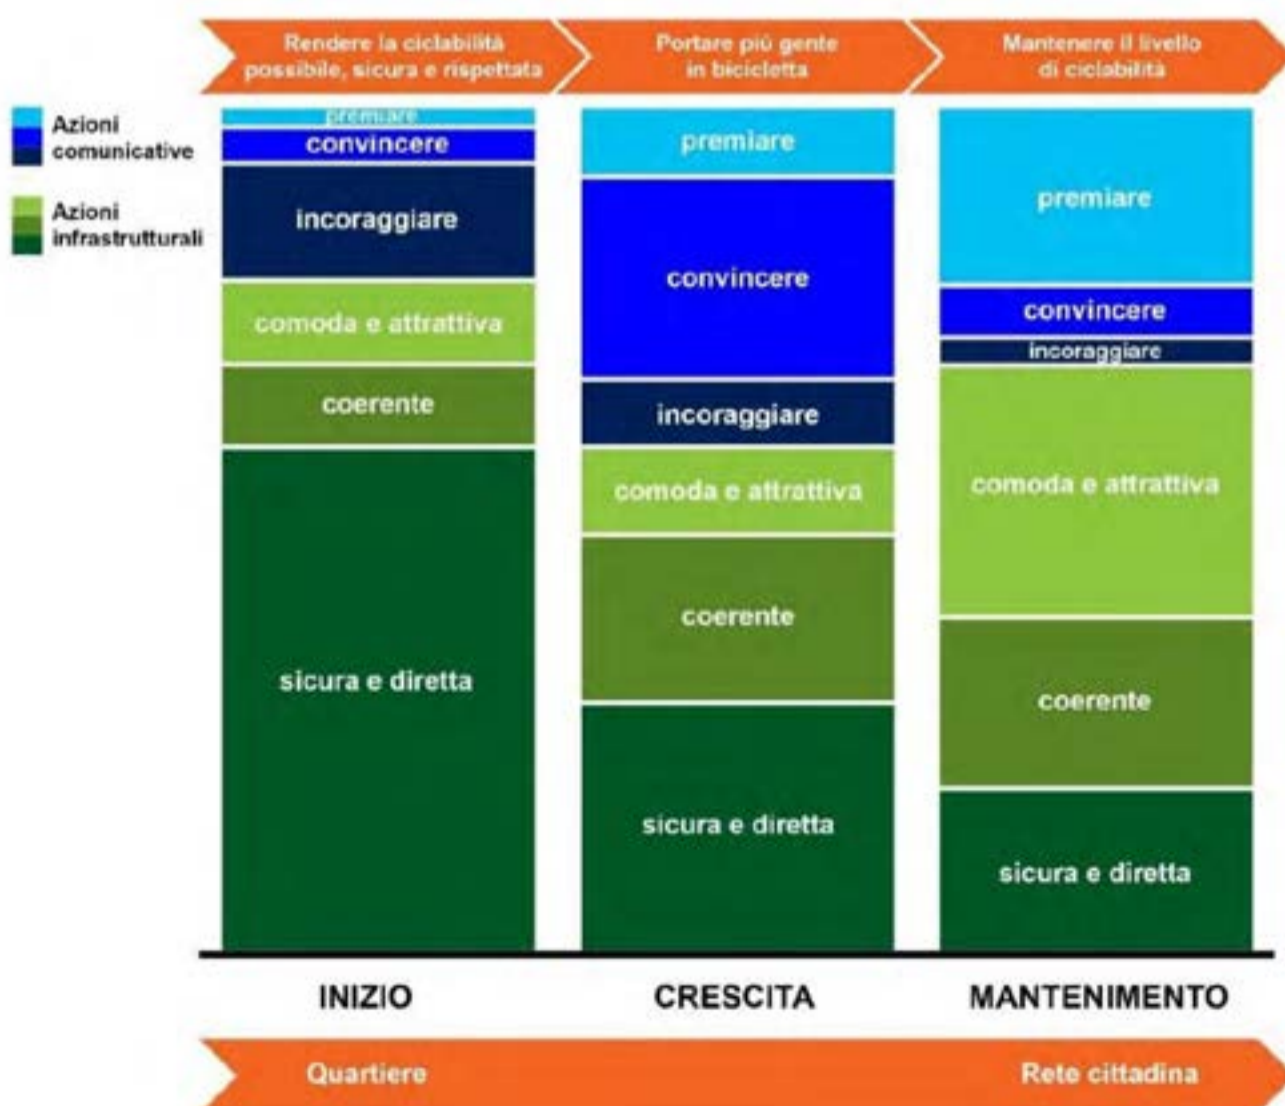 Rendere la ciclabilità
possibile, sicura e rispettata
Portare più gente
in bicicletta
Mantenere il livello
di ciclabilità
Azioni
comunicative
Azioni
infrastrutturali
premiare
convincere
incoraggiare
comoda e attrattiva
coerente
sicura e diretta
premiare
convincere
incoraggiare
comoda e attrattiva
coerente
sicura e diretta
premiare
convincere
incoraggiare
comoda e attrattiva
coerente
sicura e diretta
INIZIO
CRESCITA
MANTENIMENTO
Quartiere
Rete cittadina